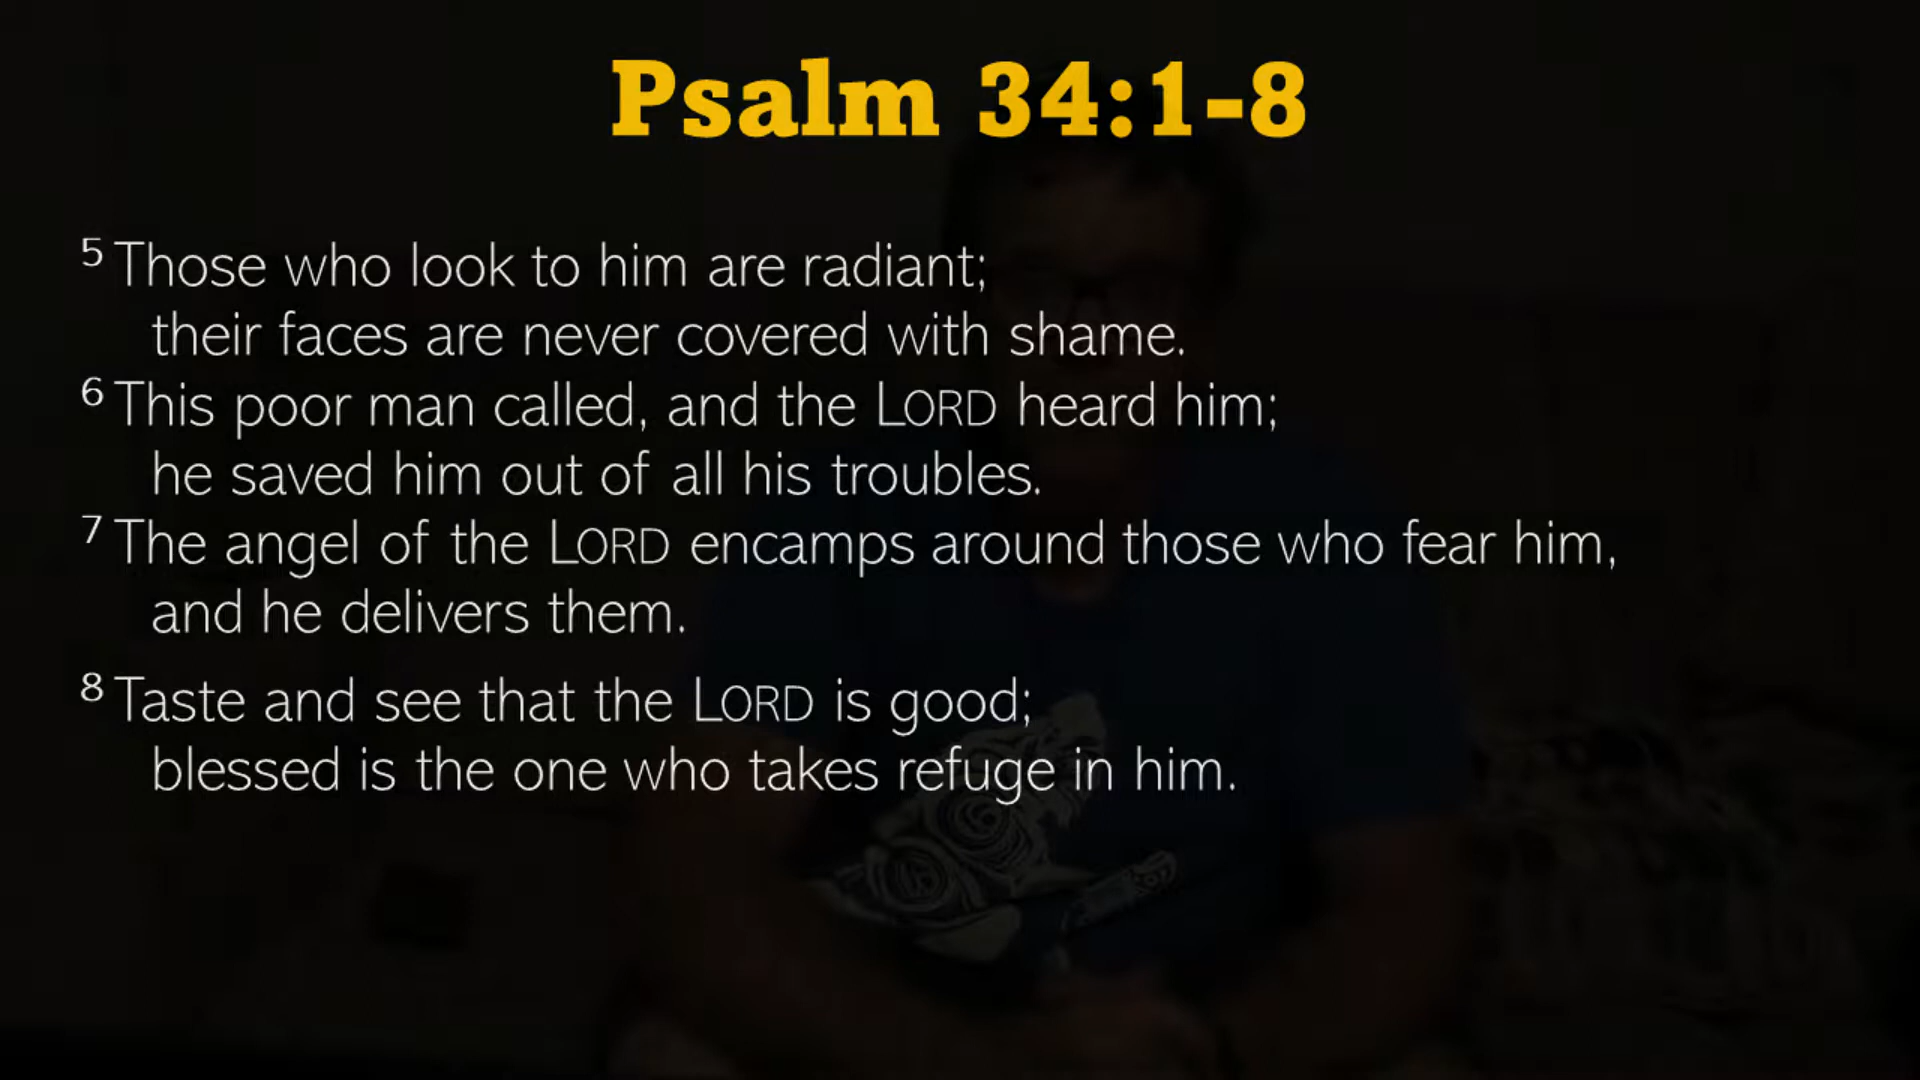 Psalm 34:1-8
5 Those who look to him are radiant;
their faces are never covered with shame.
6 This poor man called, and the LORD heard him;
he saved him out of all his troubles.
7 The angel of the LORD encamps around those who fear him,
and he delivers them.
8 Taste and see that the LORD is good;
blessed is the one who takes refuge in him.